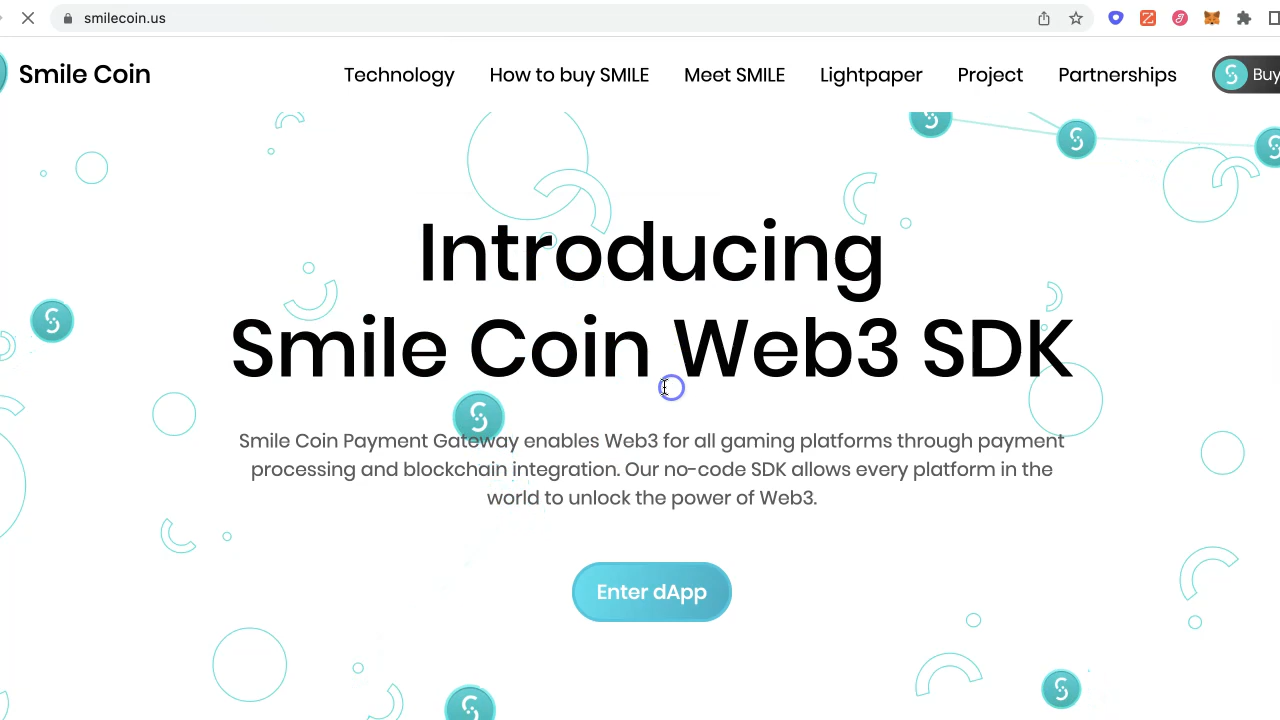 smilecoin.us
Smile Coin
Technology
How to buy SMILE
Meet SMILE
Lightpaper
Project
Partnerships
Buy
Introducing
Smile Coin Web3 SDK
Smile Coin Payment Gateway enables Web3 for all gaming platforms through payment
processing and blockchain integration. Our no-code SDK allows every platform in the
world to unlock the power of Web3.
Enter dApp